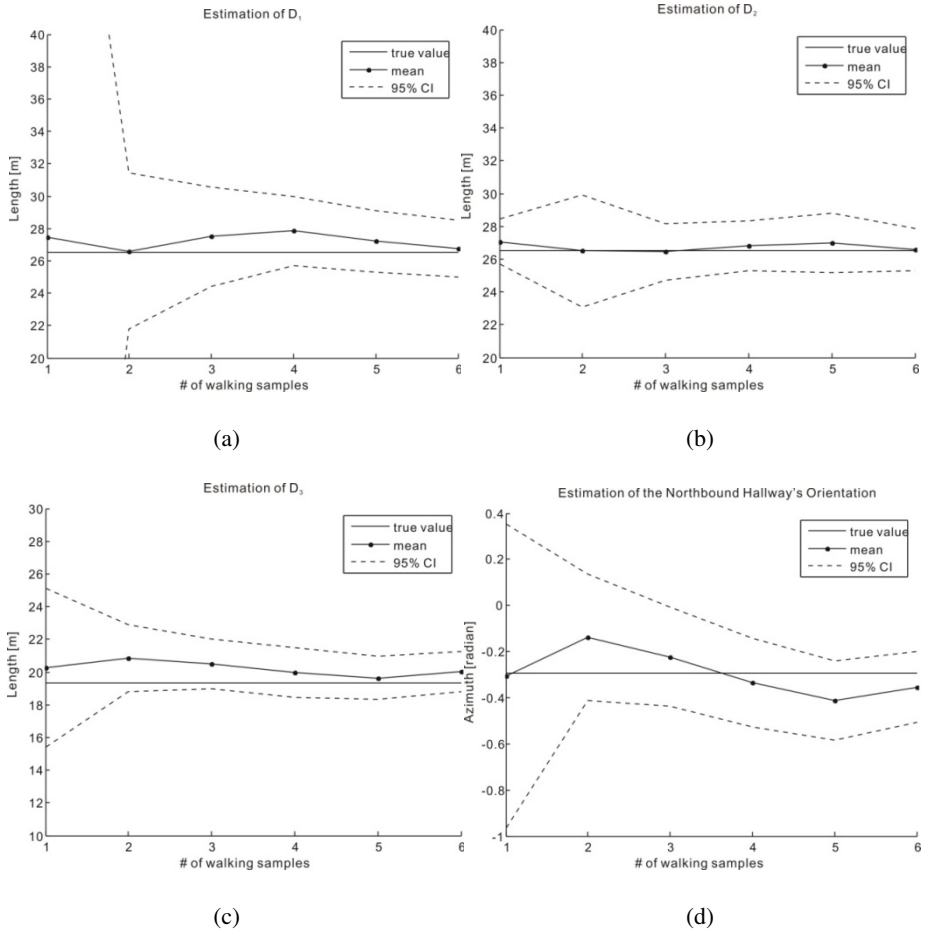 Estimation of D₁
40
38
36
34
32
30
28
26
24
22
20
Length [m]
1 2 3 4 5 6
# of walking samples
true value
mean
95% CI
(a)
Estimation of D₂
40
38
36
34
32
30
28
26
24
22
20
Length [m]
1 2 3 4 5 6
# of walking samples
true value
mean
95% CI
(b)
Estimation of D₃
30
28
26
24
22
20
18
16
14
12
10
Length [m]
1 2 3 4 5 6
# of walking samples
true value
mean
95% CI
(c)
Estimation of the Northbound Hallway's Orientation
0.4
0.2
0
-0.2
-0.4
-0.6
-0.8
-1
Azimuth [radian]
1 2 3 4 5 6
# of walking samples
true value
mean
95% CI
(d)